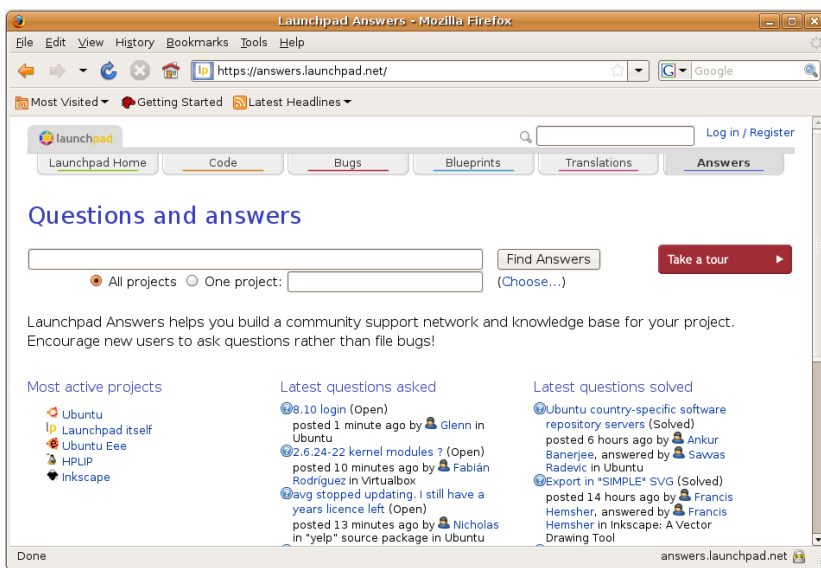 Launchpad Answers - Mozilla Firefox
File Edit View History Bookmarks Tools Help
lp https://answers.launchpad.net/ G Google
Most Visited Getting Started Latest Headlines
launchpad Log in / Register
Launchpad Home Code Bugs Blueprints Translations Answers
Questions and answers
Find Answers Take a tour
All projects One project: (Choose...)
Launchpad Answers helps you build a community support network and knowledge base for your project.
Encourage new users to ask questions rather than file bugs!
Most active projects
Ubuntu
lp Launchpad itself
Ubuntu Eee
HPLIP
Inkscape
Latest questions asked
8.10 login (Open)
posted 1 minute ago by Glenn in
Ubuntu
2.6.24-22 kernel modules ? (Open)
posted 10 minutes ago by Fabián
Rodríguez in Virtualbox
avg stopped updating. I still have a
years licence left (Open)
posted 13 minutes ago by Nicholas
in "yelp" source package in Ubuntu
Latest questions solved
Ubuntu country-specific software
repository servers (Solved)
posted 6 hours ago by Ankur
Banerjee, answered by Savvas
Radevic in Ubuntu
Export in "SIMPLE" SVG (Solved)
posted 14 hours ago by Francis
Hemsher, answered by Francis
Hemsher in Inkscape: A Vector
Drawing Tool
Done answers.launchpad.net